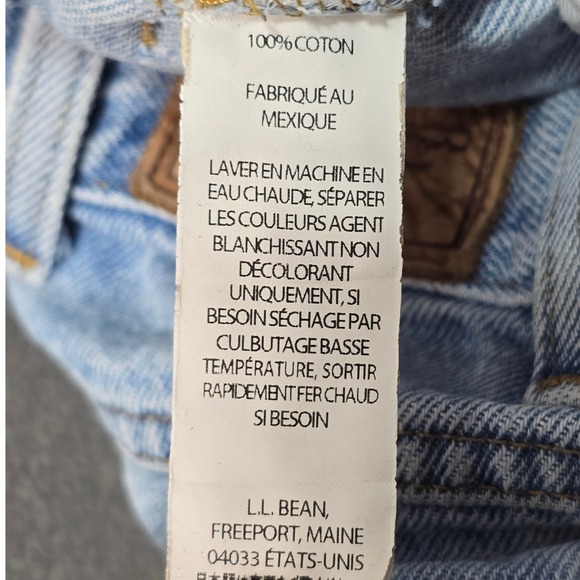 100% COTON
FABRIQUÉ AU
MEXIQUE
LAVER EN MACHINE EN
EAU CHAUDE, SÉPARER
LES COULEURS AGENT
BLANCHISSANT NON
DÉCOLORANT
UNIQUEMENT, SI
BESOIN SÉCHAGE PAR
CULBUTAGE BASSE
TEMPÉRATURE, SORTIR
RAPIDEMENT FER CHAUD
SI BESOIN
L.L. BEAN,
FREEPORT, MAINE
04033 ÉTATS-UNIS